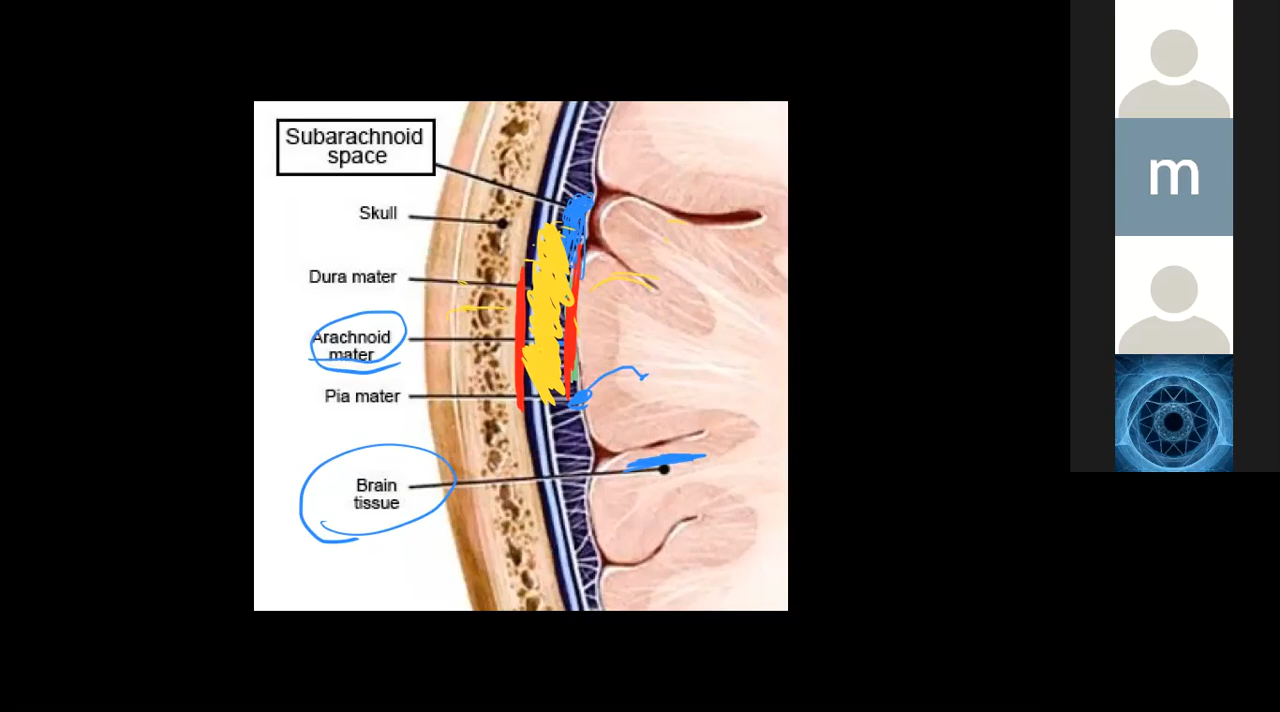 Subarachnoid
space
Skull
Dura mater
Arachnoid
mater
Pia mater
Brain
tissue
m